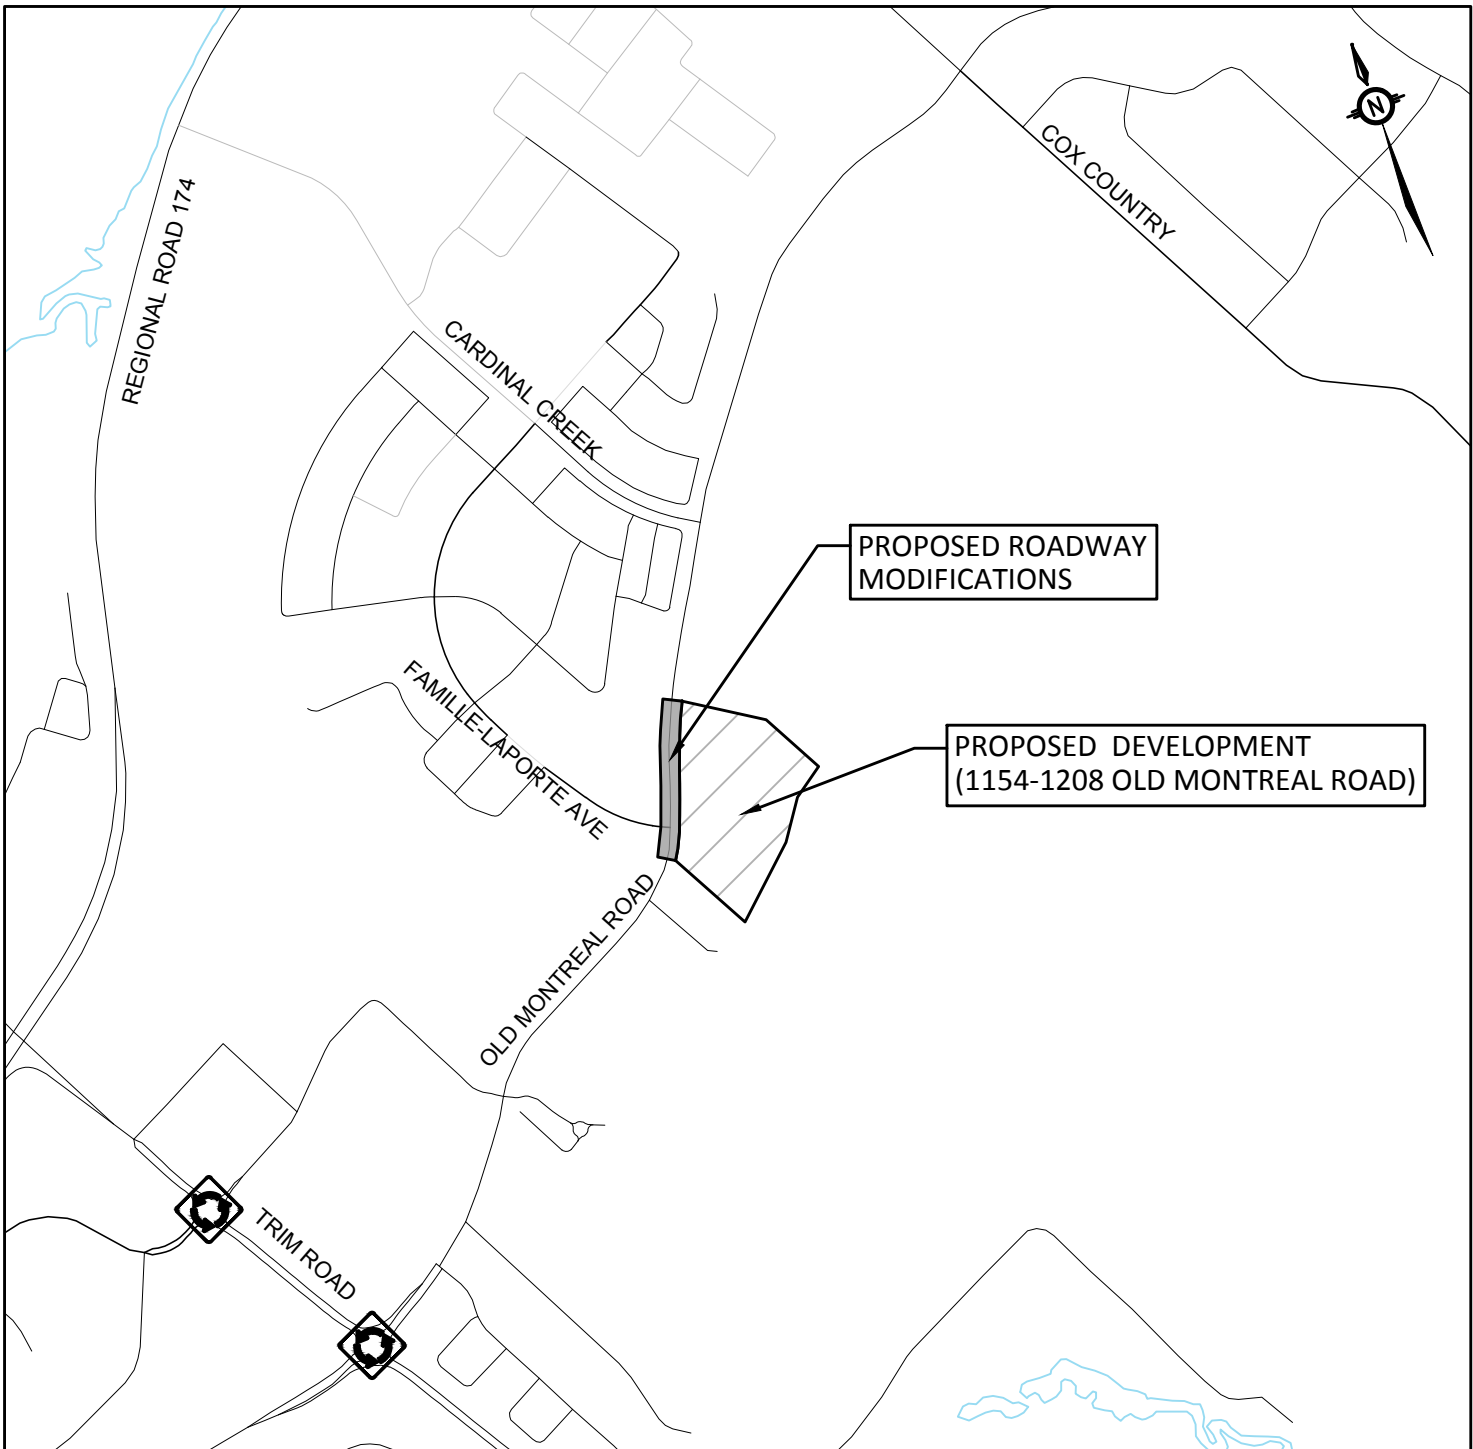 N
COX COUNTRY
REGIONAL ROAD 174
CARDINAL CREEK
PROPOSED ROADWAY
MODIFICATIONS
FAMILLE-LAPORTE AVE
PROPOSED DEVELOPMENT
(1154-1208 OLD MONTREAL ROAD)
OLD MONTREAL ROAD
TRIM ROAD